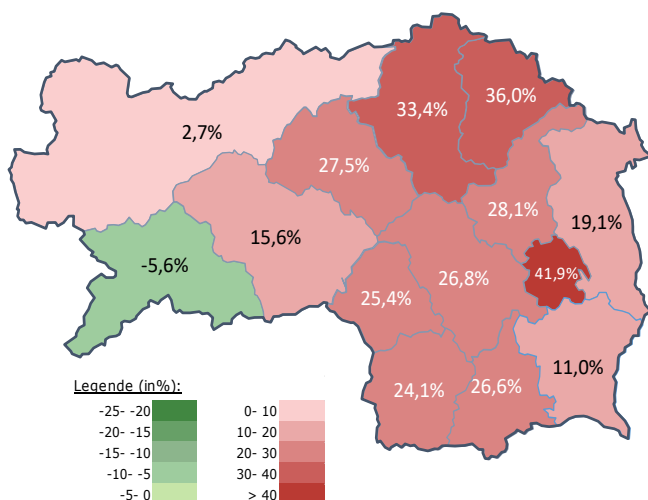 36,0%
33,4%
2,7%
27,5%
28,1%
19,1%
15,6%
-5,6%
41,9%
26,8%
25,4%
11,0%
24,1%
26,6%
Legende (in%):
-25- -20 0- 10
-20- -15 10- 20
-15- -10 20- 30
-10- -5 30- 40
-5- 0 > 40